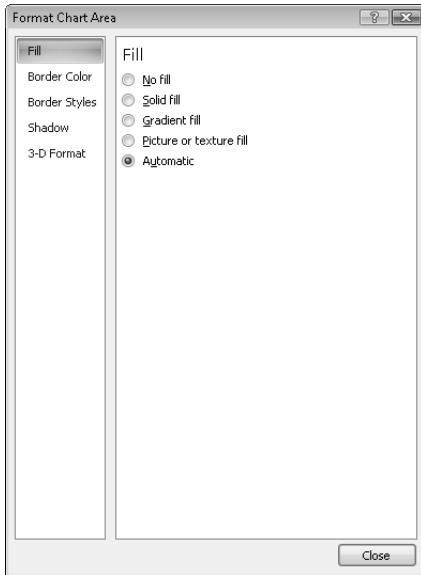 Format Chart Area
?
Fill
Border Color
Border Styles
Shadow
3-D Format
Fill
No fill
Solid fill
Gradient fill
Picture or texture fill
Automatic
Close